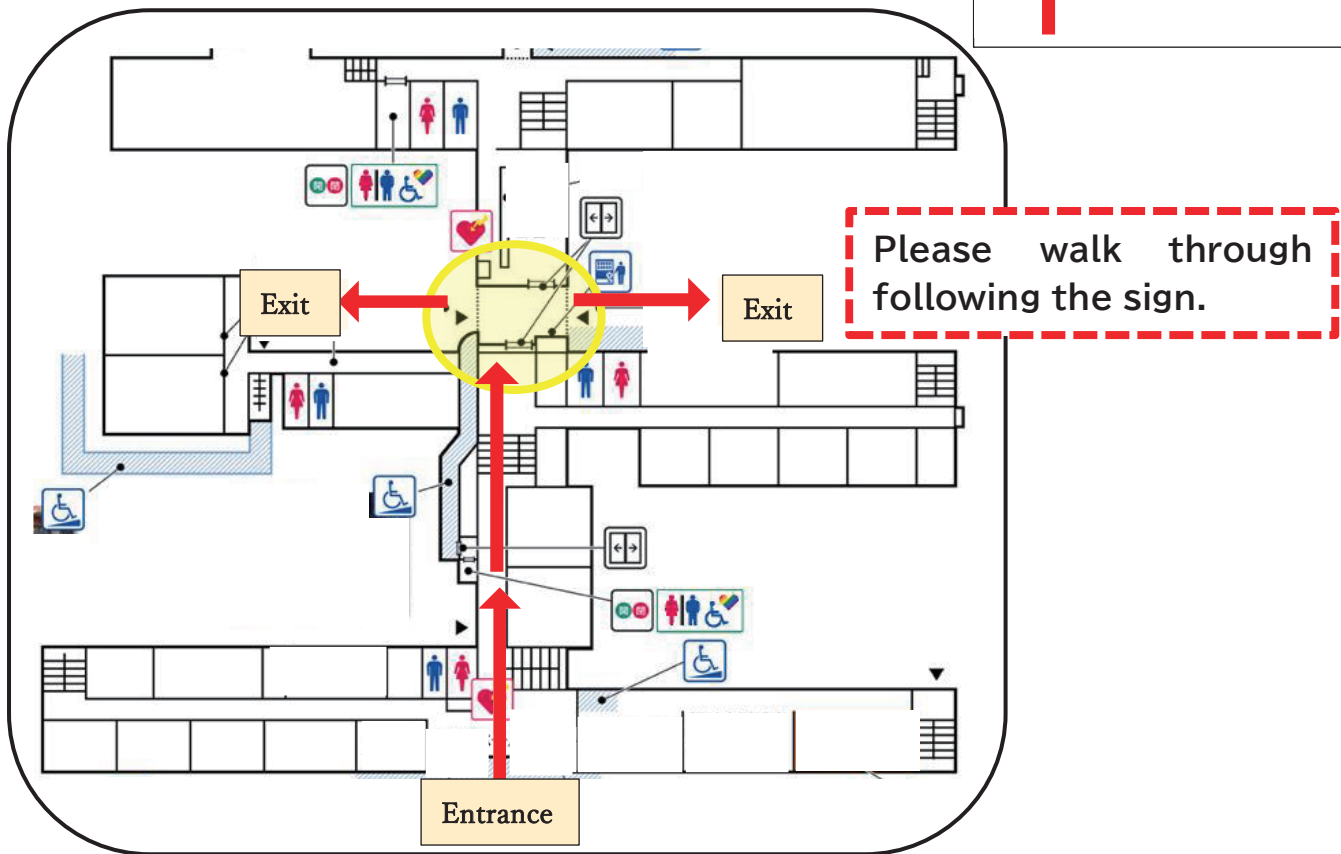 Please walk through
following the sign.
Exit
Exit
Entrance